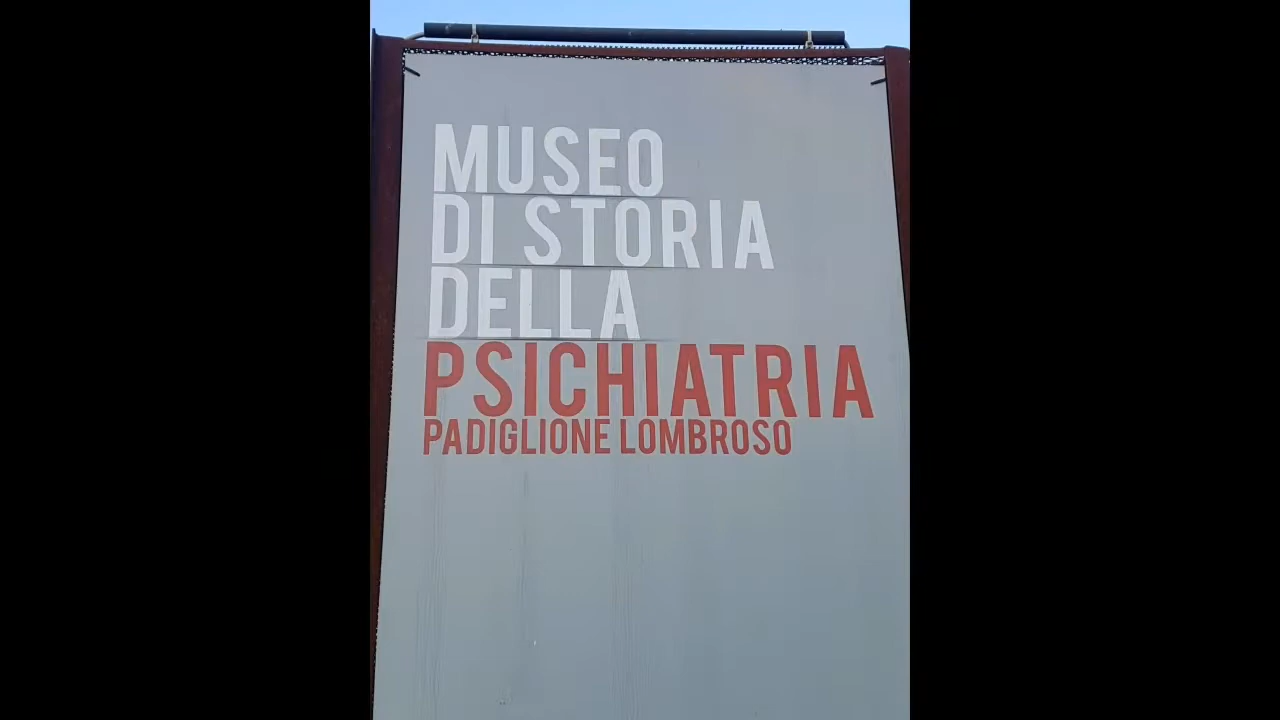 MUSEO
DI STORIA
DELLA
PSICHIATRIA
PADIGLIONE LOMBROSO